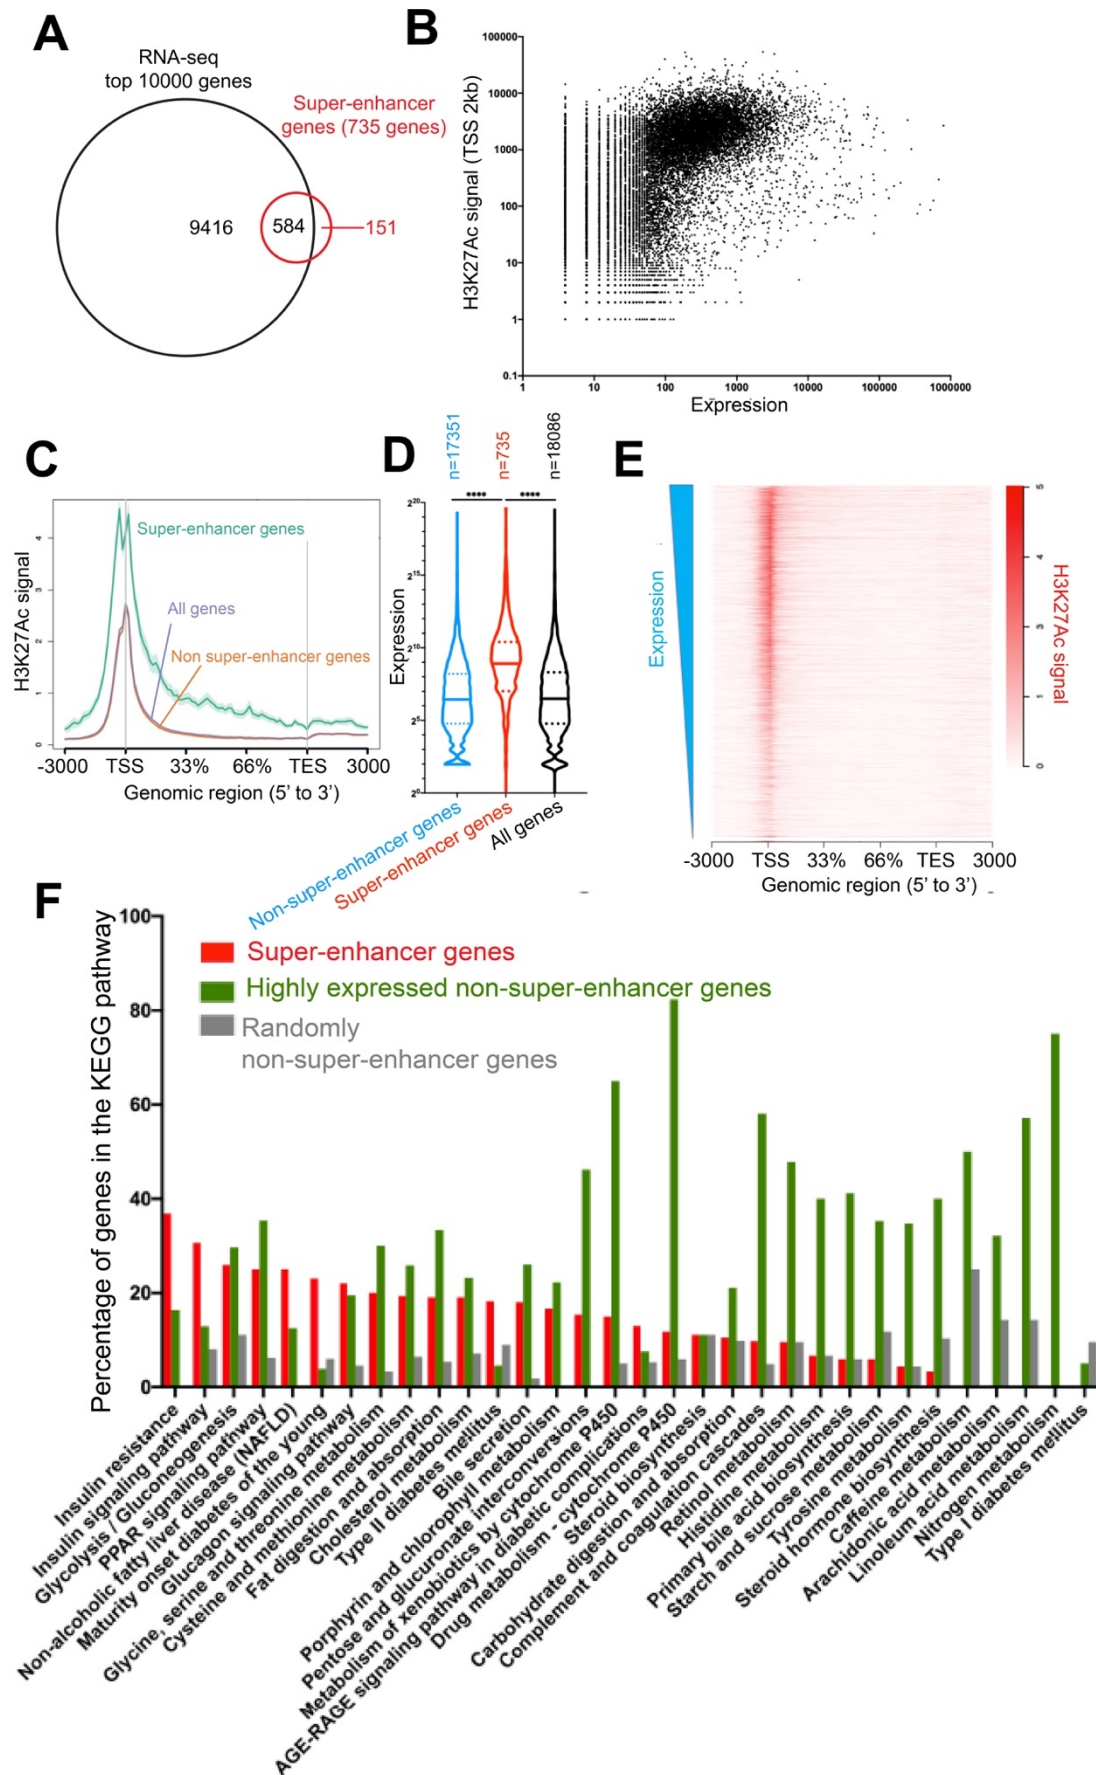 A
RNA-seq
top 10000 genes
Super-enhancer
genes (735 genes)
9416
584
151
B
H3K27Ac signal (TSS 2kb)
100000
10000
1000
100
10
1
0.1
1
10
100
1000
10000
100000
1000000
Expression
C
H3K27Ac signal
4
3
2
1
0
Super-enhancer genes
All genes
Non super-enhancer genes
-3000
TSS
33%
66%
TES
3000
Genomic region (5' to 3')
D
n=17351
n=735
n=18086
****
****
Expression
2^20
2^15
2^10
2^5
2^0
Non-super-enhancer genes
Super-enhancer genes
All genes
E
Expression
5
4
3
1
0
H3K27Ac signal
-3000
TSS
33%
66%
TES
3000
Genomic region (5' to 3')
F
Percentage of genes in the KEGG pathway
100
80
60
40
20
0
Super-enhancer genes
Highly expressed non-super-enhancer genes
Randomly
non-super-enhancer genes
Insulin resistance
Insulin signaling pathway
Glycolysis / Gluconeogenesis
PPAR signaling pathway
Non-alcoholic fatty liver disease (NAFLD)
Maturity onset diabetes of the young
Glucagon signaling pathway
Glycine, serine and threonine metabolism
Cysteine and methionine metabolism
Fat digestion and absorption
Cholesterol metabolism
Type II diabetes mellitus
Bile secretion
Porphyrin and chlorophyll metabolism
Pentose and glucuronate interconversions
Metabolism of xenobiotics by cytochrome P450
AGE-RAGE signaling pathway in diabetic complications
Drug metabolism - cytochrome P450
Steroid biosynthesis
Carbohydrate digestion and absorption
Complement and coagulation cascades
Retinol metabolism
Histidine metabolism
Primary bile acid biosynthesis
Starch and sucrose metabolism
Tyrosine metabolism
Steroid hormone biosynthesis
Caffeine metabolism
Arachidonic acid metabolism
Linoleum acid metabolism
Nitrogen metabolism
Type I diabetes mellitus